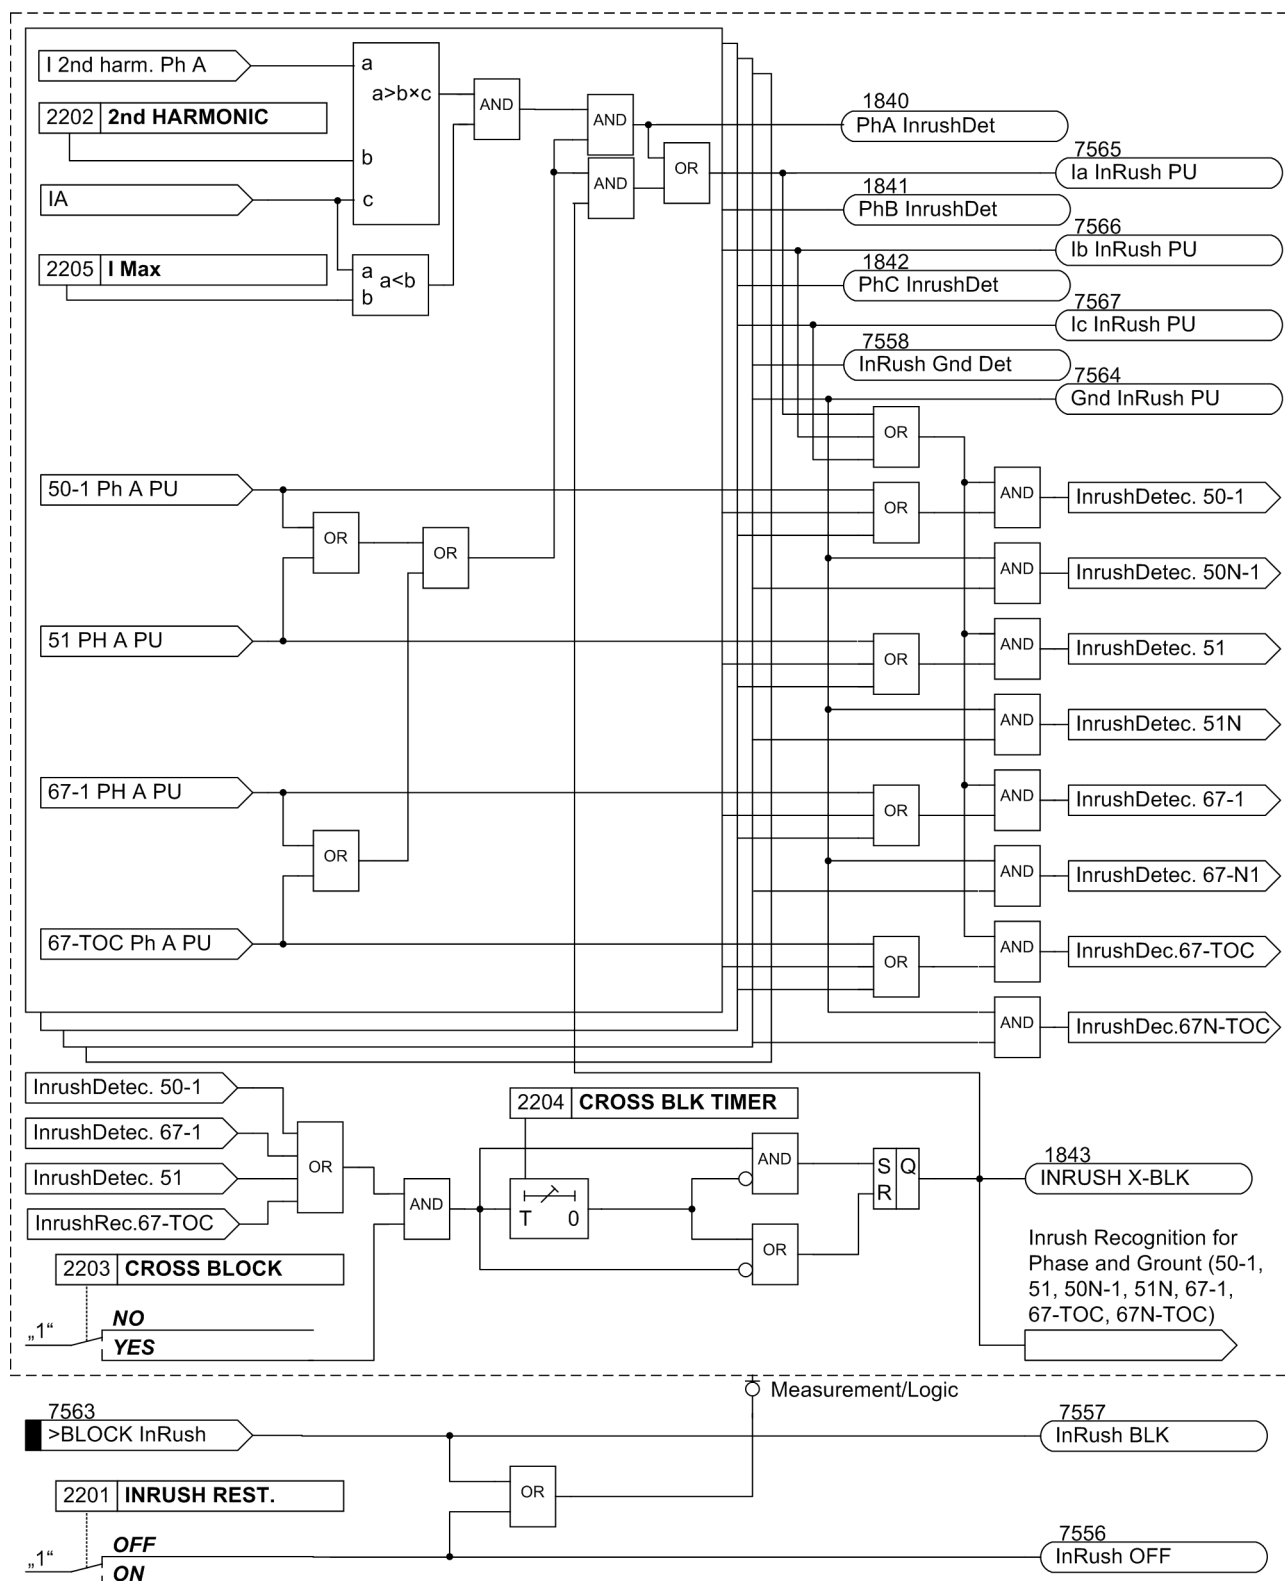 I 2nd harm. Ph A
2202 2nd HARMONIC
IA
2205 I Max
a
a>b×c
b
c
a
a<b
b
AND
AND
AND
OR
1840
PhA InrushDet
7565
Ia InRush PU
1841
PhB InrushDet
7566
Ib InRush PU
1842
PhC InrushDet
7567
Ic InRush PU
7558
InRush Gnd Det
7564
Gnd InRush PU
OR
50-1 Ph A PU
OR
AND
InrushDetec. 50-1
OR
OR
AND
InrushDetec. 50N-1
51 PH A PU
OR
AND
InrushDetec. 51
AND
InrushDetec. 51N
67-1 PH A PU
OR
AND
InrushDetec. 67-1
OR
AND
InrushDetec. 67-N1
67-TOC Ph A PU
OR
AND
InrushDec.67-TOC
AND
InrushDec.67N-TOC
InrushDetec. 50-1
InrushDetec. 67-1
InrushDetec. 51
InrushRec.67-TOC
OR
AND
2204 CROSS BLK TIMER
T 0
AND
OR
S Q
R
1843
INRUSH X-BLK
Inrush Recognition for
Phase and Grount (50-1,
51, 50N-1, 51N, 67-1,
67-TOC, 67N-TOC)
2203 CROSS BLOCK
NO
„1“
YES
Measurement/Logic
7563
>BLOCK InRush
7557
InRush BLK
2201 INRUSH REST.
OR
OFF
„1“
ON
7556
InRush OFF